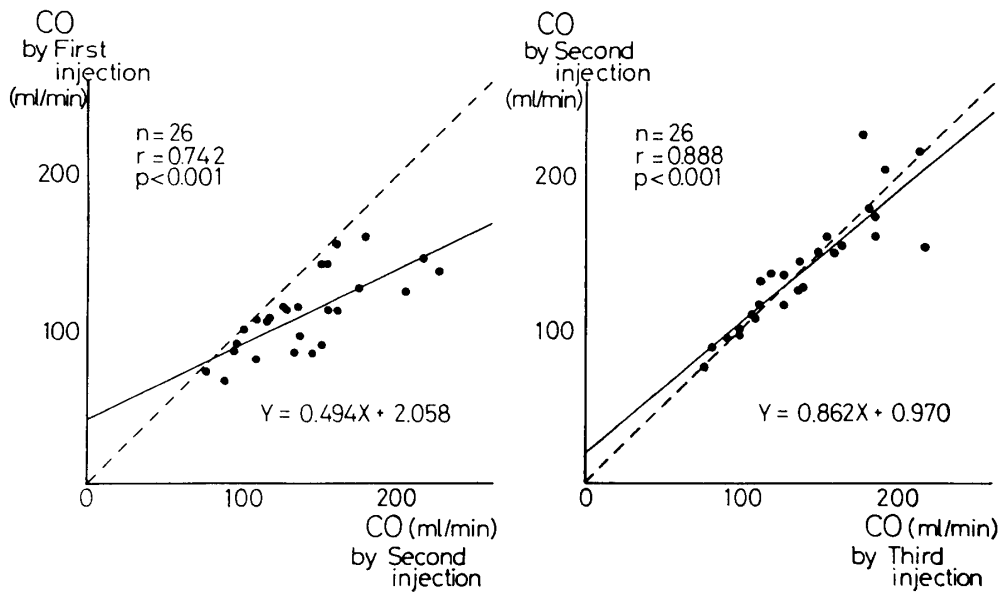 CO
by First
injection
(ml/min)
n=26
r=0.742
p<0.001
200
100
Y = 0.494X + 2.058
0
100
200
CO (ml/min)
by Second
injection
CO
by Second
injection
(ml/min)
n=26
r=0.888
p<0.001
200
100
Y = 0.862X + 0.970
0
100
200
CO (ml/min)
by Third
injection